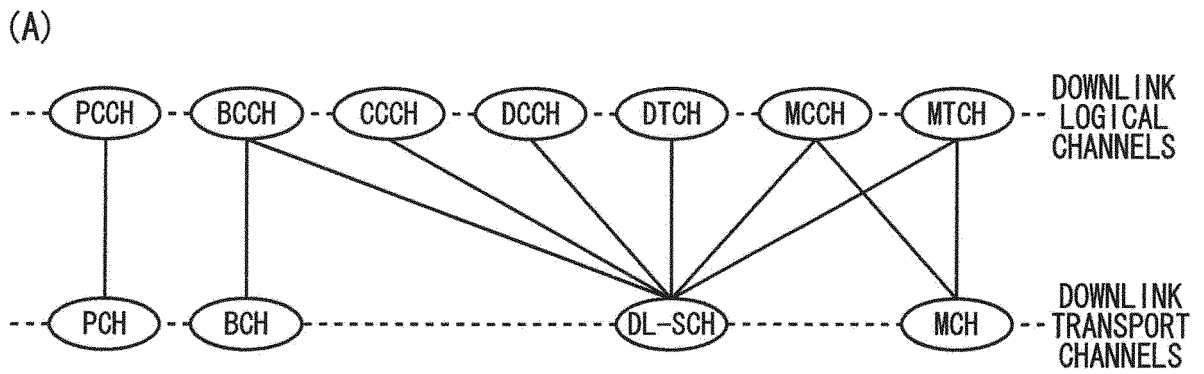 (A)
PCCH BCCH CCCH DCCH DTCH MCCH MTCH
DOWNLINK
LOGICAL
CHANNELS
PCH BCH DL-SCH MCH
DOWNLINK
TRANSPORT
CHANNELS